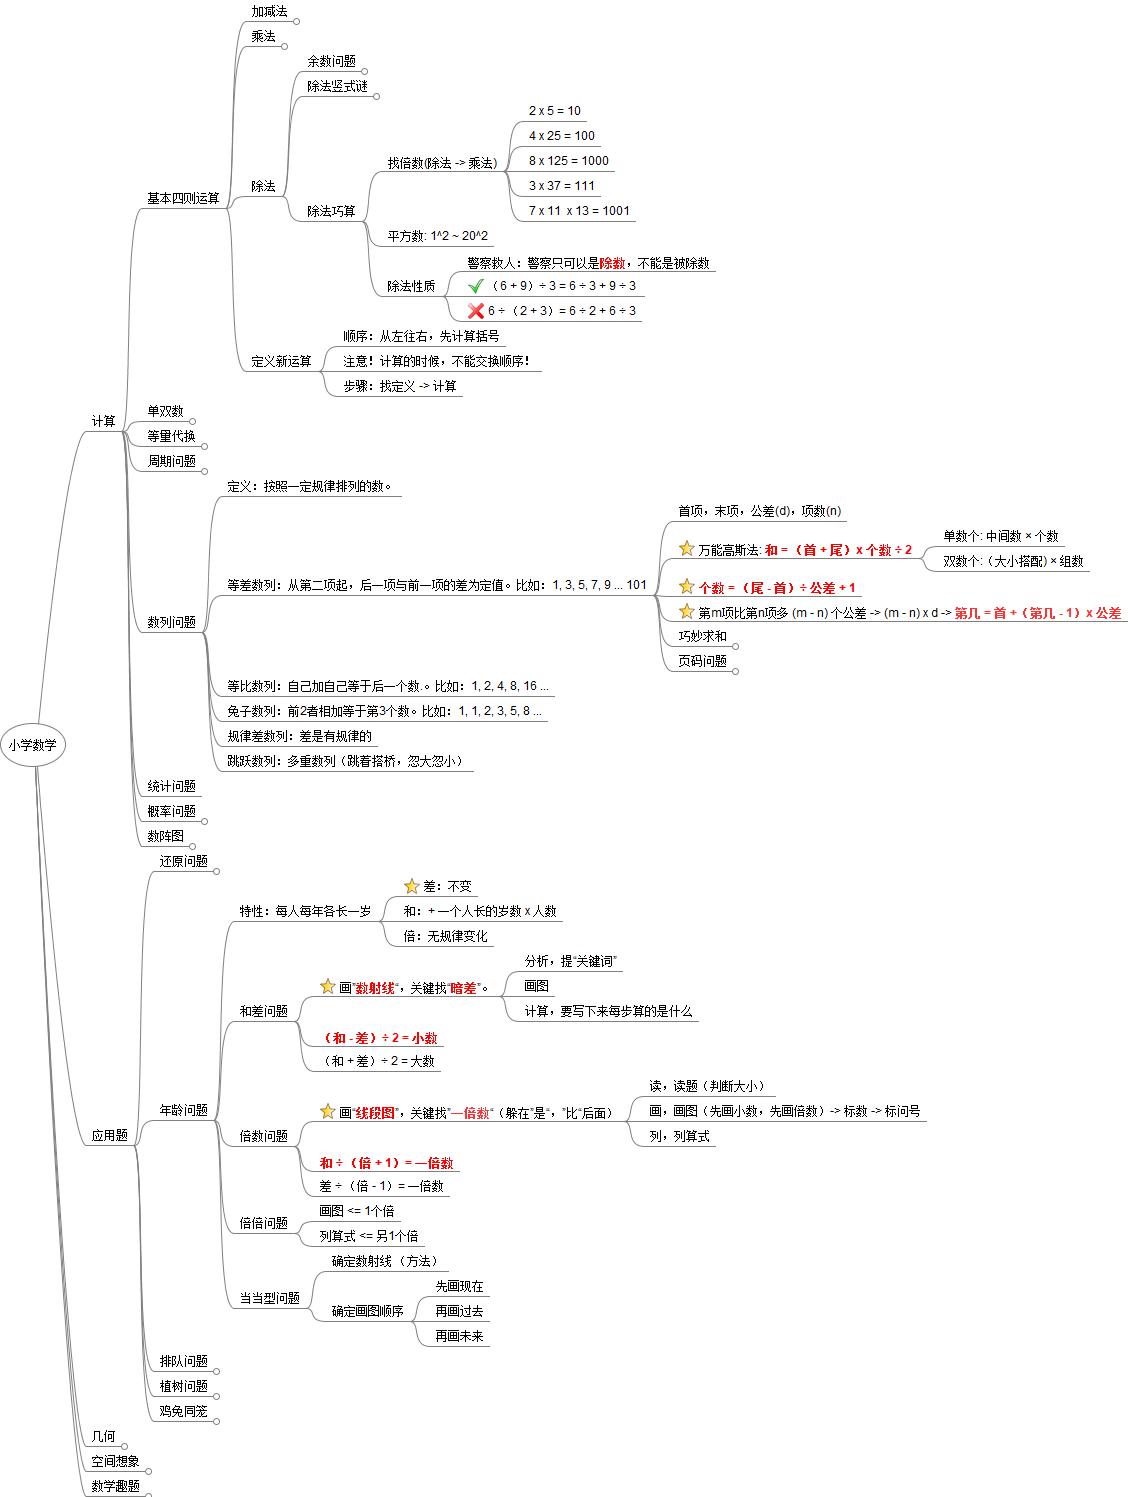 加减法
乘法
余数问题
除法竖式谜
2 x 5 = 10
4 x 25 = 100
找倍数(除法 -> 乘法)
8 x 125 = 1000
3 x 37 = 111
除法
基本四则运算
7 x 11 x 13 = 1001
除法巧算
平方数: 1^2 ~ 20^2
警察救人：警察只可以是除数，不能是被除数
除法性质
（6 + 9）÷ 3 = 6 ÷ 3 + 9 ÷ 3
6 ÷（2 + 3）= 6 ÷ 2 + 6 ÷ 3
顺序：从左往右，先计算括号
定义新运算
注意！计算的时候，不能交换顺序！
步骤：找定义 -> 计算
计算
单双数
等量代换
周期问题
定义：按照一定规律排列的数。
首项，末项，公差(d)，项数(n)
万能高斯法: 和 =（首 + 尾）x 个数 ÷ 2
单数个: 中间数 × 个数
双数个:（大小搭配) × 组数
等差数列：从第二项起，后一项与前一项的差为定值。比如：1, 3, 5, 7, 9 ... 101
个数 =（尾 - 首）÷ 公差 + 1
第m项比第n项多 (m - n) 个公差 -> (m - n) x d -> 第几 = 首 +（第几 - 1）x 公差
数列问题
巧妙求和
页码问题
等比数列：自己加自己等于后一个数.。比如：1, 2, 4, 8, 16 ...
兔子数列：前2者相加等于第3个数。比如：1, 1, 2, 3, 5, 8 ...
规律差数列：差是有规律的
跳跃数列：多重数列（跳着搭桥，忽大忽小）
小学数学
统计问题
概率问题
数阵图
还原问题
差：不变
特性：每人每年各长一岁
和：+ 一个人长的岁数 x 人数
倍：无规律变化
分析，提“关键词”
画”数射线“，关键找“暗差”。
画图
和差问题
计算，要写下来每步算的是什么
（和 - 差）÷ 2 = 小数
（和 + 差）÷ 2 = 大数
读，读题（判断大小）
年龄问题
画“线段图”，关键找”一倍数“（躲在”是“，”比“后面）
画，画图（先画小数，先画倍数）-> 标数 -> 标问号
应用题
倍数问题
列，列算式
和 ÷（倍 + 1）= 一倍数
差 ÷（倍 - 1）= 一倍数
画图 <= 1个倍
倍倍问题
列算式 <= 另1个倍
确定数射线 （方法）
先画现在
当当型问题
确定画图顺序
再画过去
再画未来
排队问题
植树问题
鸡兔同笼
几何
空间想象
数学趣题